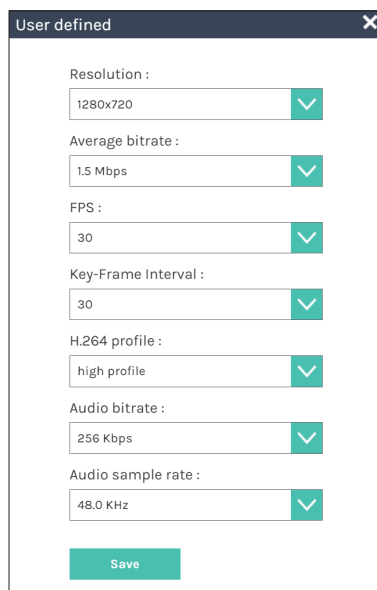 User defined
Resolution :
1280x720
Average bitrate :
1.5 Mbps
FPS :
30
Key-Frame Interval :
30
H.264 profile :
high profile
Audio bitrate :
256 Kbps
Audio sample rate :
48.0 KHz
Save